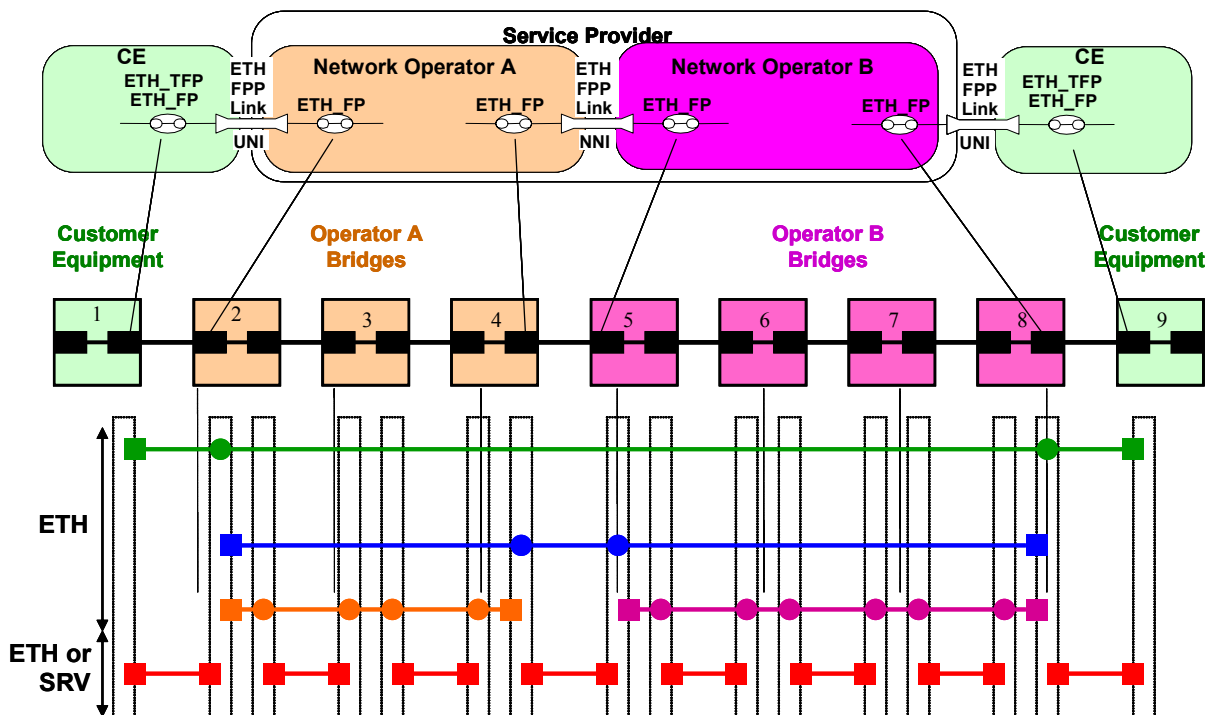 Service Provider
CE
Network Operator A
Network Operator B
CE
ETH
FPP
Link
UNI
ETH
FPP
Link
NNI
ETH
FPP
Link
UNI
ETH_TFP
ETH_FP
ETH_FP
ETH_FP
ETH_FP
ETH_FP
ETH_TFP
ETH_FP
Customer
Equipment
Operator A
Bridges
Operator B
Bridges
Customer
Equipment
1
2
3
4
5
6
7
8
9
ETH
ETH or
SRV